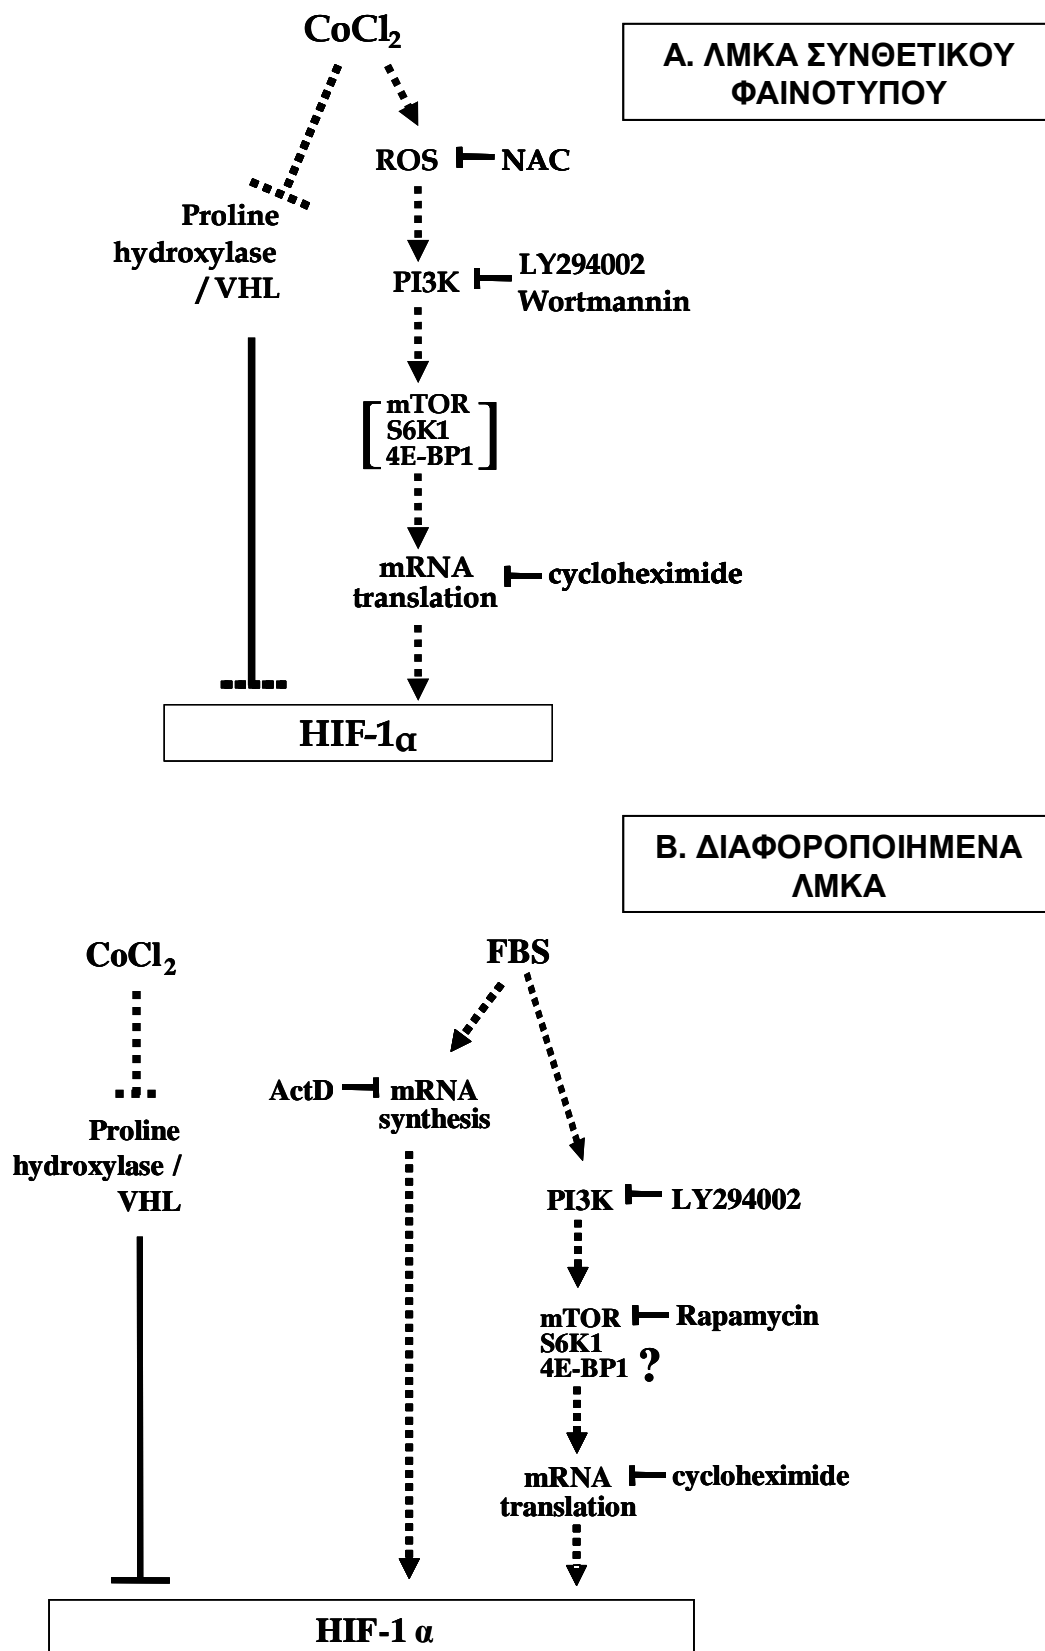 CoCl2
Α. ΛΜΚΑ ΣΥΝΘΕΤΙΚΟΥ
ΦΑΙΝΟΤΥΠΟΥ
ROS
NAC
Proline
hydroxylase
/ VHL
PI3K
LY294002
Wortmannin
mTOR
S6K1
4E-BP1
mRNA
translation
cycloheximide
HIF-1α
Β. ΔΙΑΦΟΡΟΠΟΙΗΜΕΝΑ
ΛΜΚΑ
CoCl2
FBS
ActD
mRNA
synthesis
Proline
hydroxylase /
VHL
PI3K
LY294002
mTOR
S6K1
4E-BP1 ?
Rapamycin
mRNA
translation
cycloheximide
HIF-1 α